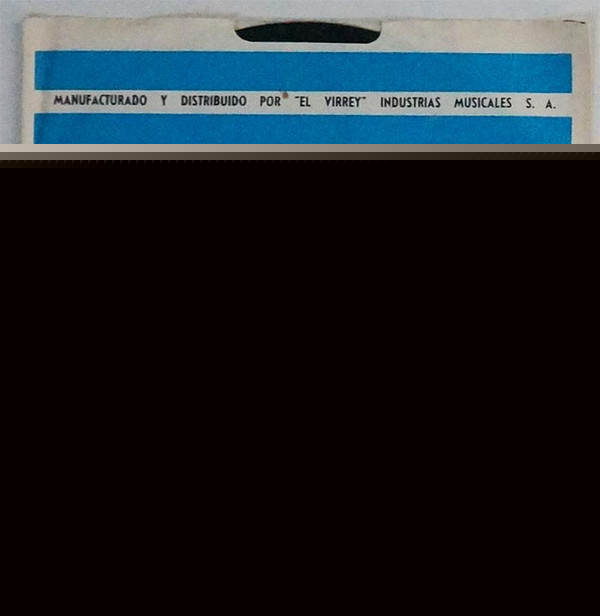 MANUFACTURADO Y DISTRIBUIDO POR "EL VIRREY" INDUSTRIAS MUSICALES S. A.